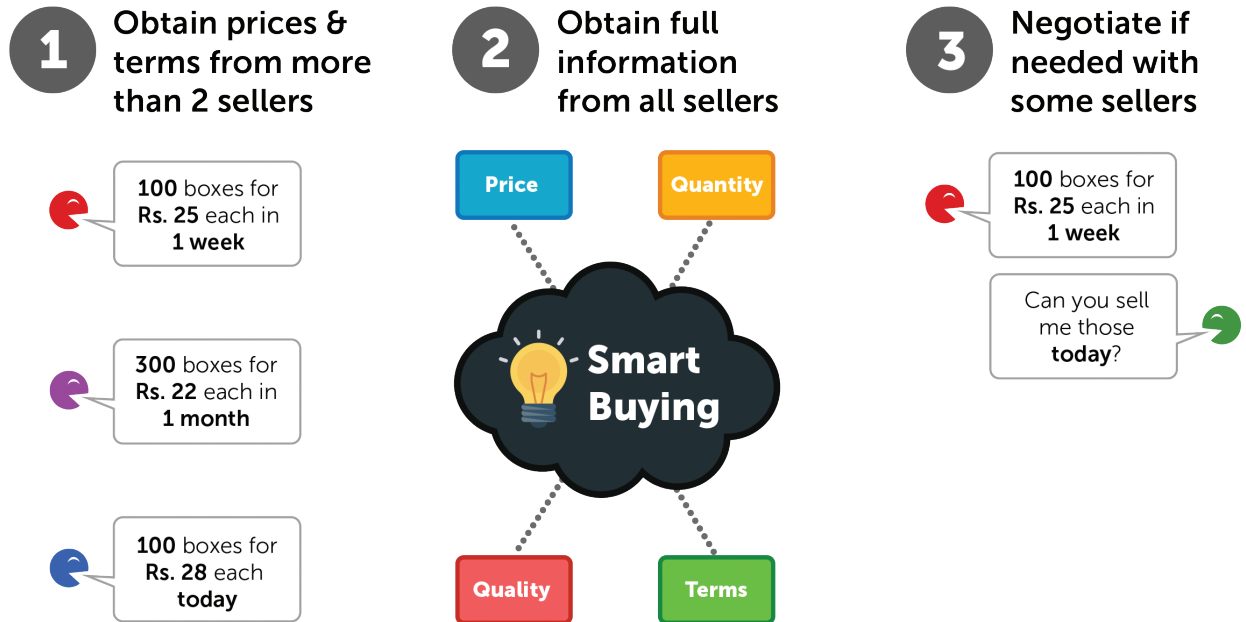 1
Obtain prices &
terms from more
than 2 sellers
100 boxes for
Rs. 25 each in
1 week
300 boxes for
Rs. 22 each in
1 month
100 boxes for
Rs. 28 each
today
2
Obtain full
information
from all sellers
Price
Quantity
Smart
Buying
Quality
Terms
3
Negotiate if
needed with
some sellers
100 boxes for
Rs. 25 each in
1 week
Can you sell
me those
today?